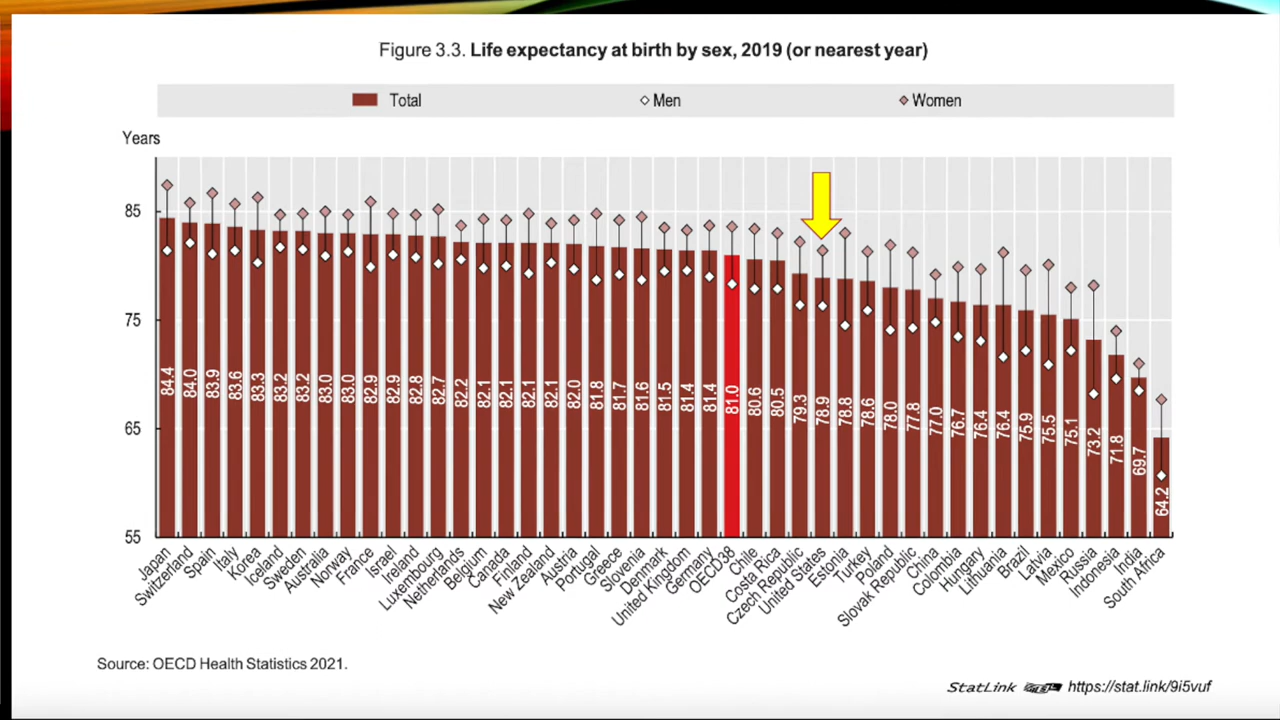 Figure 3.3. Life expectancy at birth by sex, 2019 (or nearest year)
Total Men Women
Years
85
75
65
55
84.4 84.0 83.9 83.6 83.3 83.2 83.2 83.0 83.0 82.9 82.9 82.8 82.7 82.2 82.1 82.1 82.1 82.1 82.0 81.8 81.7 81.6 81.5 81.4 81.4 81.0 80.6 80.5 79.3 78.9 78.8 78.6 78.0 77.8 77.0 76.7 76.4 76.4 75.9 75.5 75.1 73.2 71.8 69.7 64.2
Japan
Switzerland
Spain
Italy
Korea
Iceland
Sweden
Australia
Norway
France
Israel
Ireland
Luxembourg
Netherlands
Belgium
Canada
Finland
New Zealand
Austria
Portugal
Greece
Slovenia
Denmark
United Kingdom
Germany
OECD38
Chile
Costa Rica
Czech Republic
United States
Estonia
Turkey
Poland
Slovak Republic
China
Colombia
Hungary
Lithuania
Brazil
Latvia
Mexico
Russia
Indonesia
India
South Africa
Source: OECD Health Statistics 2021.
StatLink https://stat.link/9i5vuf